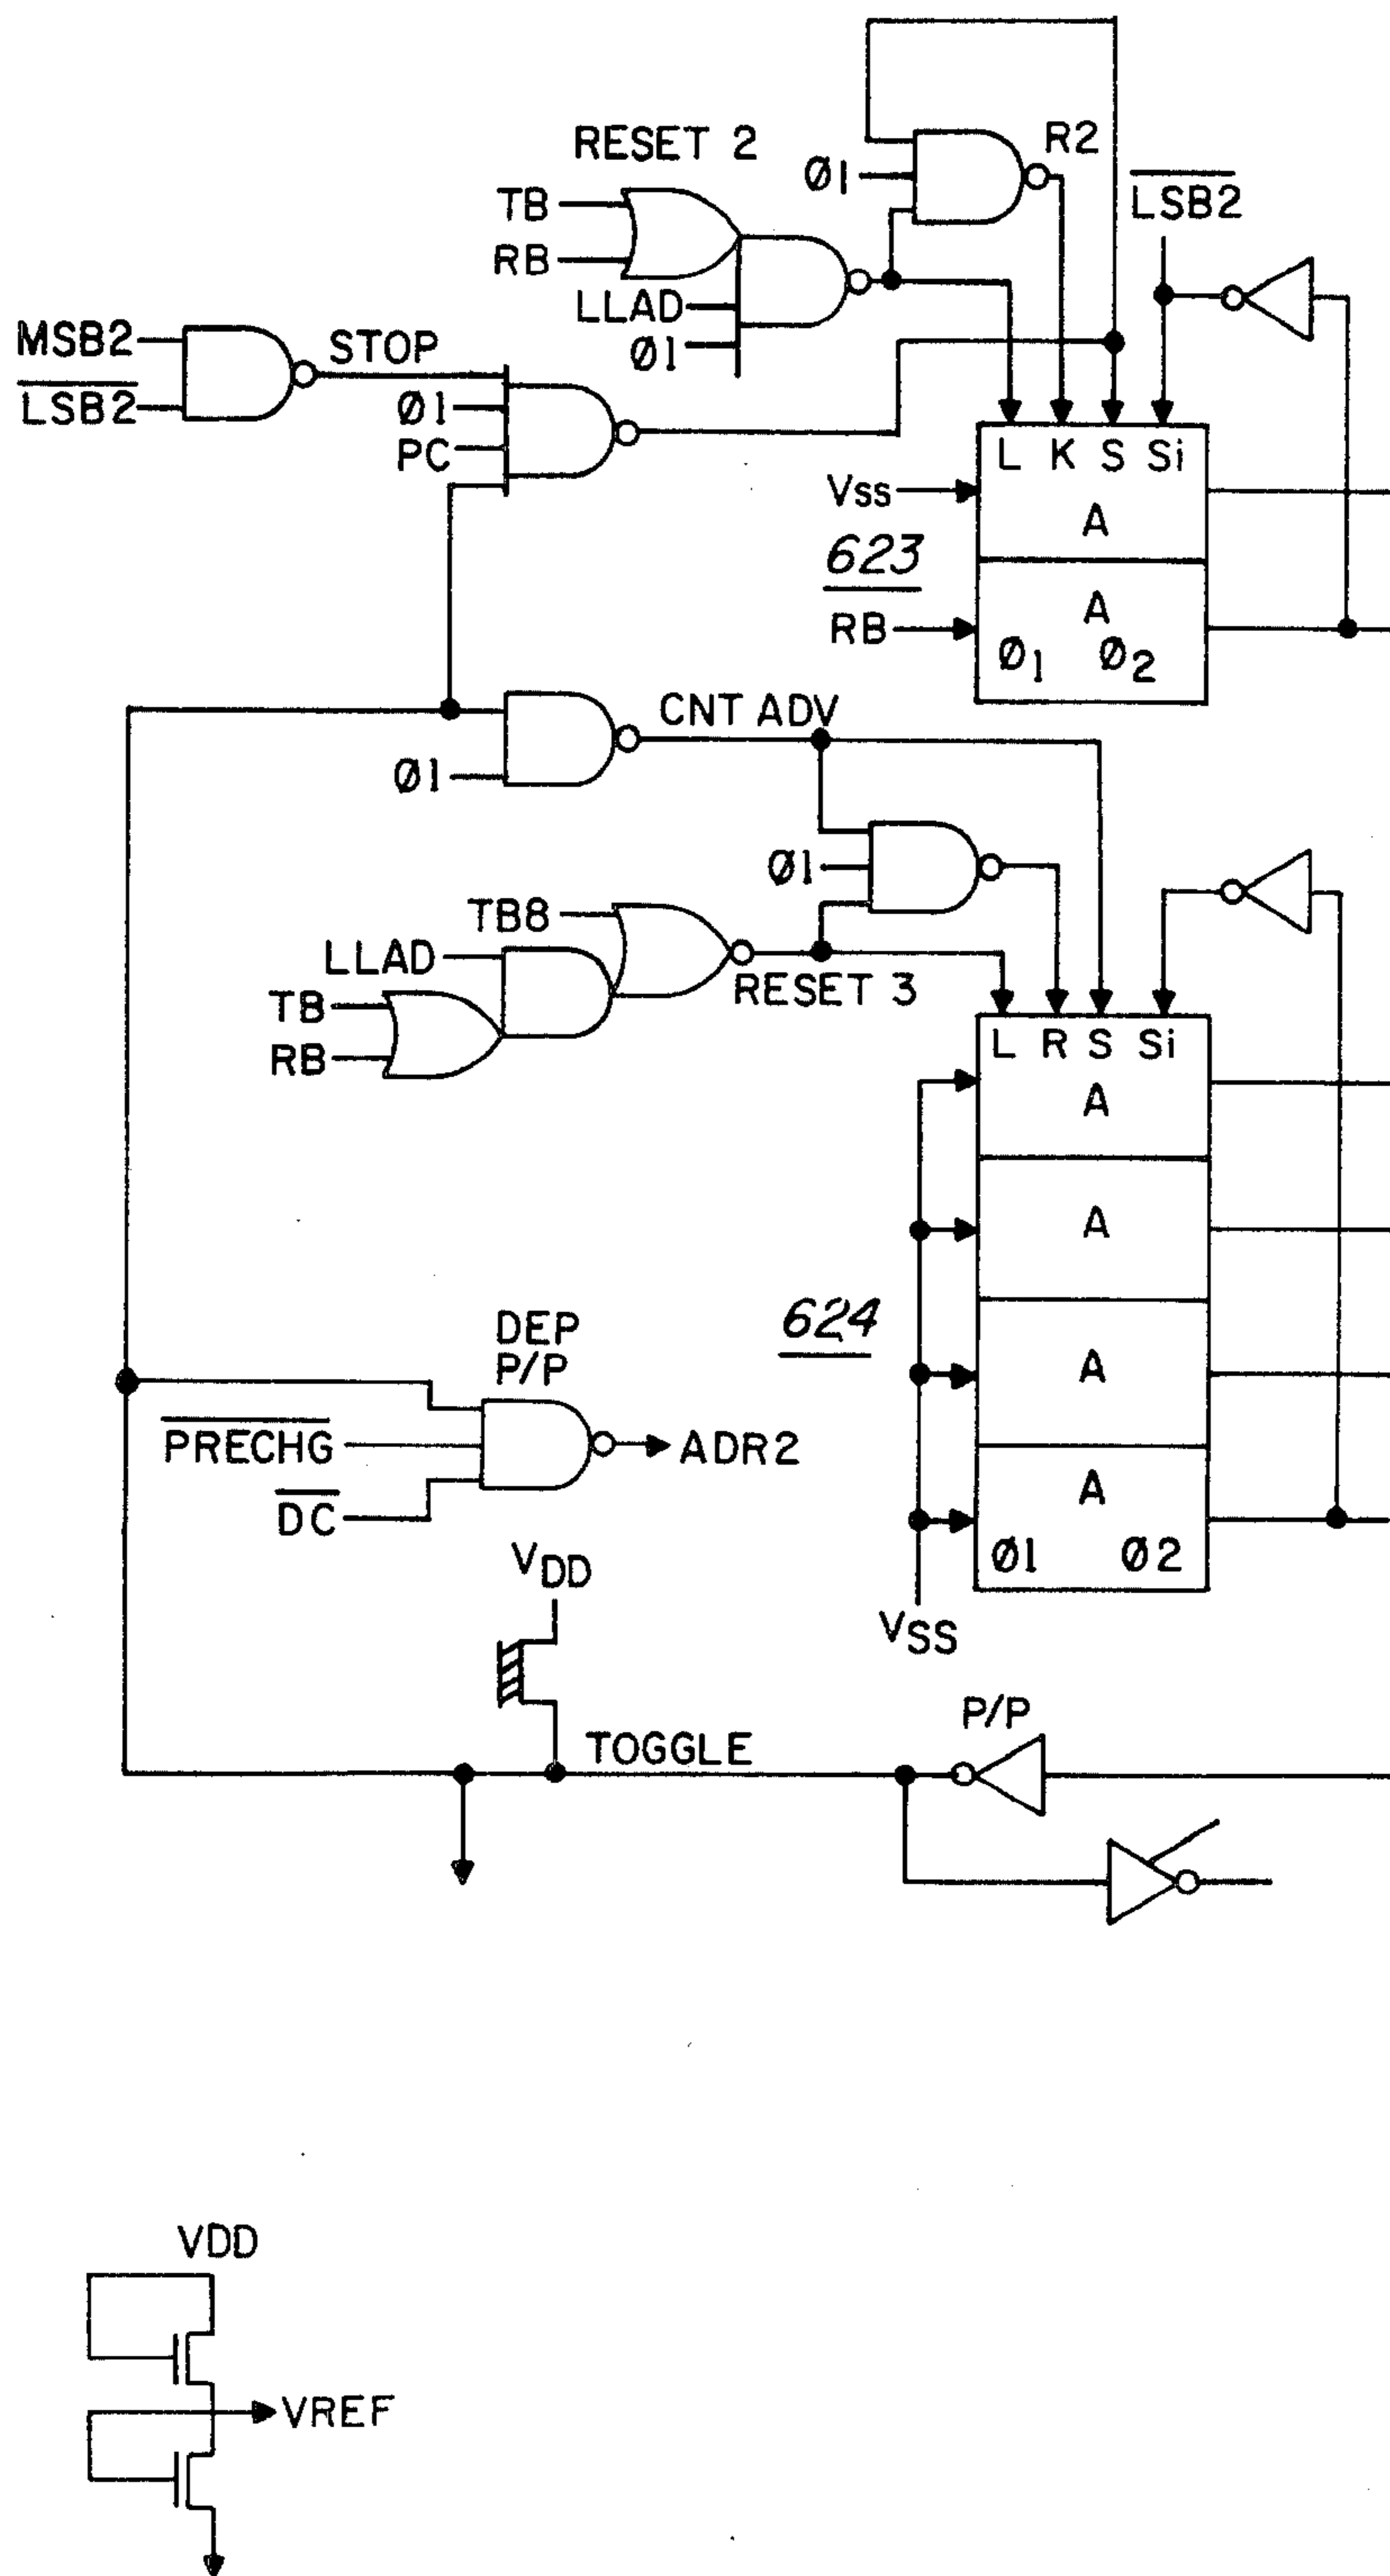 RESET 2
R2
Ø1
TB
LSB2
RB
LLAD
Ø1
MSB2
STOP
LSB2
Ø1
PC
L K S Si
Vss
A
623
A
RB
Ø1 Ø2
CNT ADV
Ø1
Ø1
TB8
LLAD
RESET 3
TB
RB
L R S Si
A
A
624
DEP
P/P
A
PRECHG
ADR2
A
DC
Ø1 Ø2
VDD
VSS
P/P
TOGGLE
VDD
VREF